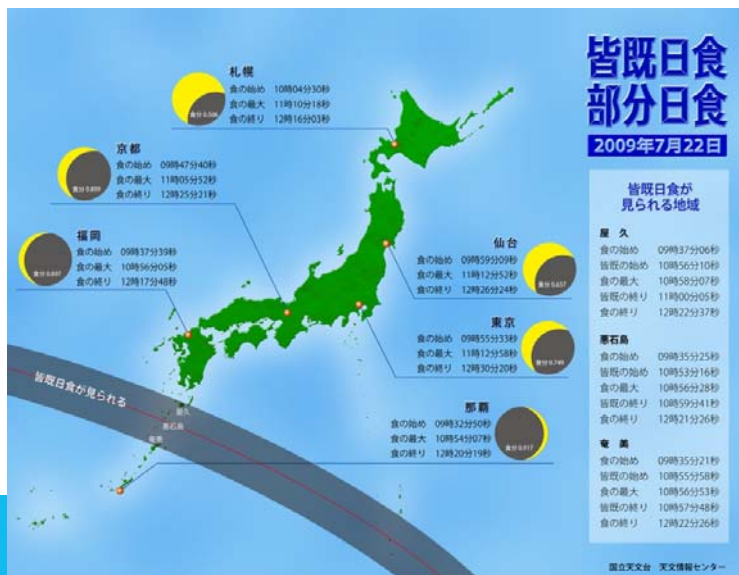 皆既日食
部分日食
2009年7月22日
札幌
食の始め 10時04分30秒
食の最大 11時10分18秒
食の終り 12時16分03秒
食分
京都
食の始め 09時47分40秒
食の最大 11時05分52秒
食の終り 12時25分21秒
食分
福岡
食の始め 09時37分39秒
食の最大 10時56分05秒
食の終り 12時17分48秒
食分
仙台
食の始め 09時59分09秒
食の最大 11時12分52秒
食の終り 12時26分24秒
食分
東京
食の始め 09時55分33秒
食の最大 11時12分58秒
食の終り 12時30分20秒
食分 0.749
那覇
食の始め 09時32分50秒
食の最大 10時54分07秒
食の終り 12時20分19秒
食分 0.917
皆既日食が見られる
屋久
悪石島
奄美
皆既日食が
見られる地域
屋 久
食の始め 09時37分06秒
皆既の始め 10時56分10秒
食の最大 10時58分07秒
皆既の終り 11時00分05秒
食の終り 12時22分37秒
悪石島
食の始め 09時35分25秒
皆既の始め 10時53分16秒
食の最大 10時56分28秒
皆既の終り 10時59分41秒
食の終り 12時21分26秒
奄 美
食の始め 09時35分21秒
皆既の始め 10時55分58秒
食の最大 10時56分53秒
皆既の終り 10時57分48秒
食の終り 12時22分26秒
国立天文台 天文情報センター